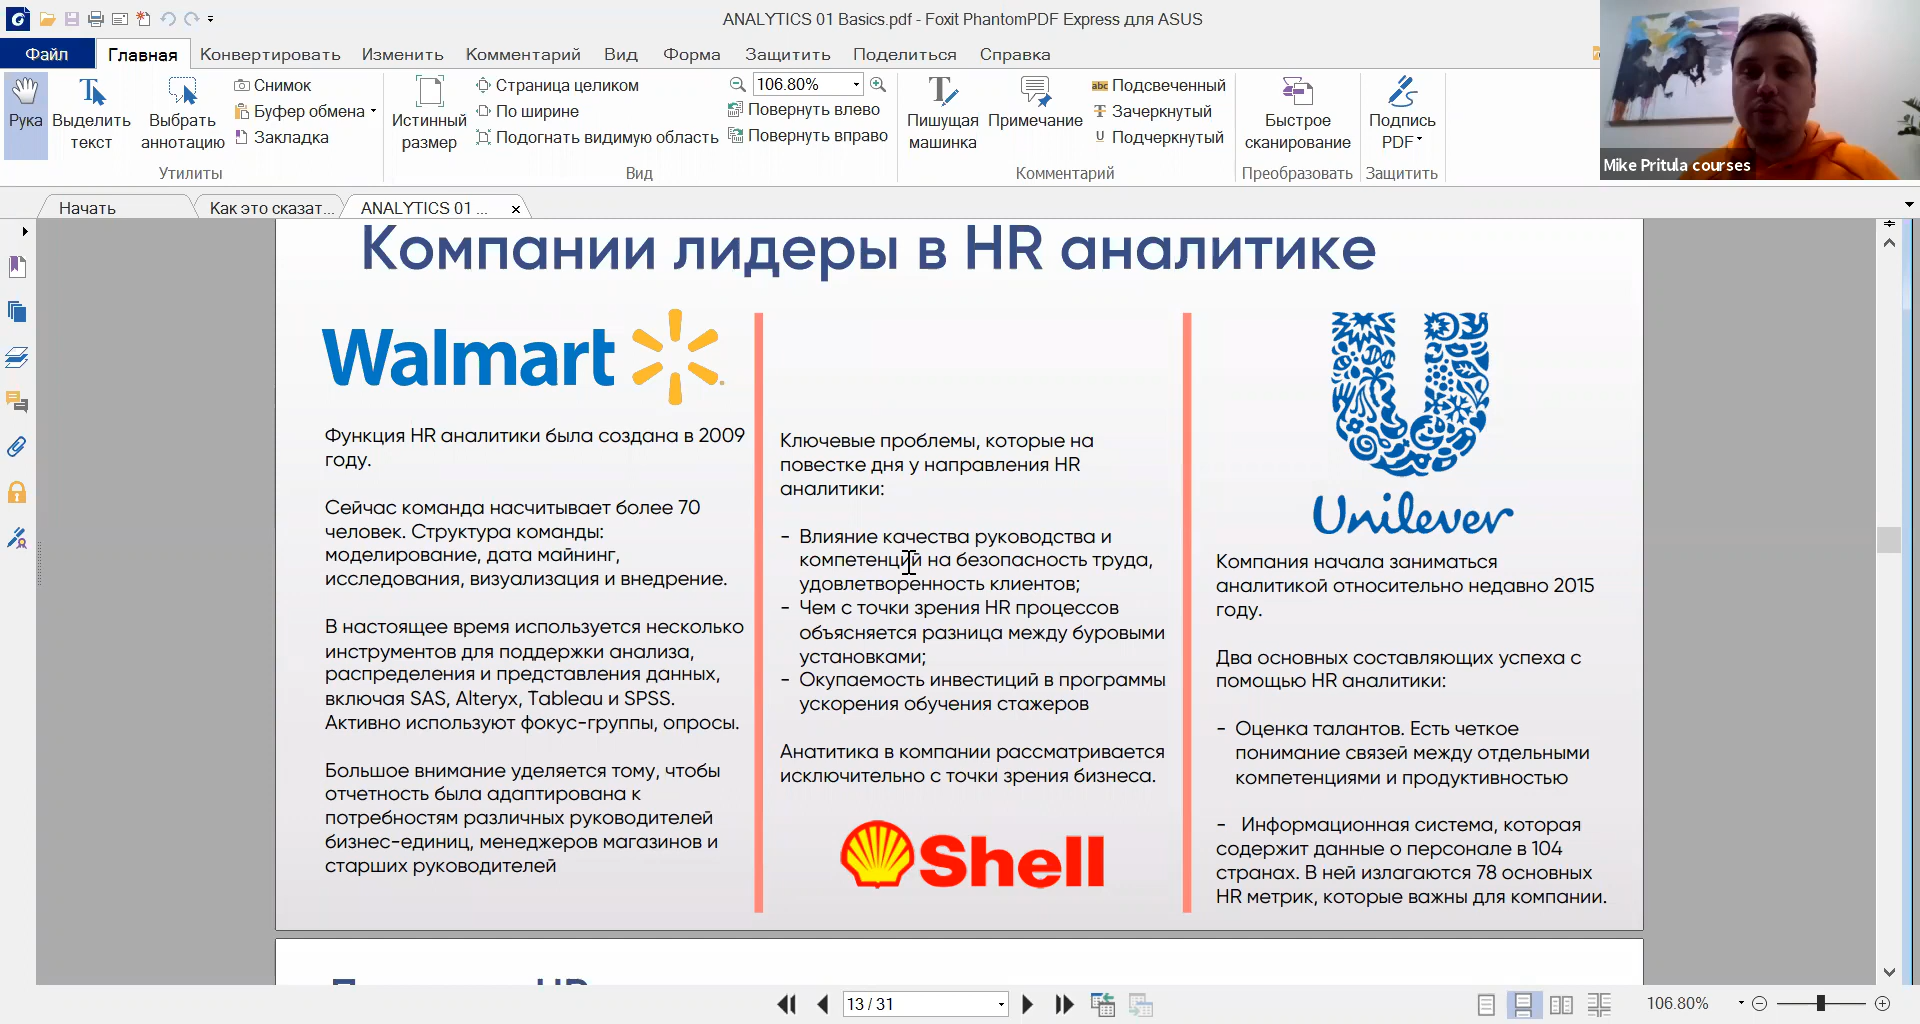 ANALYTICS 01 Basics.pdf - Foxit PhantomPDF Express для ASUS
Файл
Главная
Конвертировать
Изменить
Комментарий
Вид
Форма
Защитить
Поделиться
Справка
Рука
Выделить
текст
Выбрать
аннотацию
Снимок
Буфер обмена
Закладка
Утилиты
Истинный
размер
Страница целиком
По ширине
Подогнать видимую область
106.80%
Повернуть влево
Повернуть вправо
Вид
Пишущая
машинка
Примечание
Подсвеченный
Зачеркнутый
Подчеркнутый
Комментарий
Быстрое
сканирование
Преобразовать
Подпись
PDF
Защитить
Mike Pritula courses
Начать
Как это сказат...
ANALYTICS 01 ...
Компании лидеры в HR аналитике
Walmart
Функция HR аналитики была создана в 2009
году.
Сейчас команда насчитывает более 70
человек. Структура команды:
моделирование, дата майнинг,
исследования, визуализация и внедрение.
В настоящее время используется несколько
инструментов для поддержки анализа,
распределения и представления данных,
включая SAS, Alteryx, Tableau и SPSS.
Активно используют фокус-группы, опросы.
Большое внимание уделяется тому, чтобы
отчетность была адаптирована к
потребностям различных руководителей
бизнес-единиц, менеджеров магазинов и
старших руководителей
Ключевые проблемы, которые на
повестке дня у направления HR
аналитики:
- Влияние качества руководства и
компетенций на безопасность труда,
удовлетворенность клиентов;
- Чем с точки зрения HR процессов
объясняется разница между буровыми
установками;
- Окупаемость инвестиций в программы
ускорения обучения стажеров
Анатитика в компании рассматривается
исключительно с точки зрения бизнеса.
Shell
Unilever
Компания начала заниматься
аналитикой относительно недавно 2015
году.
Два основных составляющих успеха с
помощью HR аналитики:
- Оценка талантов. Есть четкое
понимание связей между отдельными
компетенциями и продуктивностью
- Информационная система, которая
содержит данные о персонале в 104
странах. В ней излагаются 78 основных
HR метрик, которые важны для компании.
13 / 31
106.80%